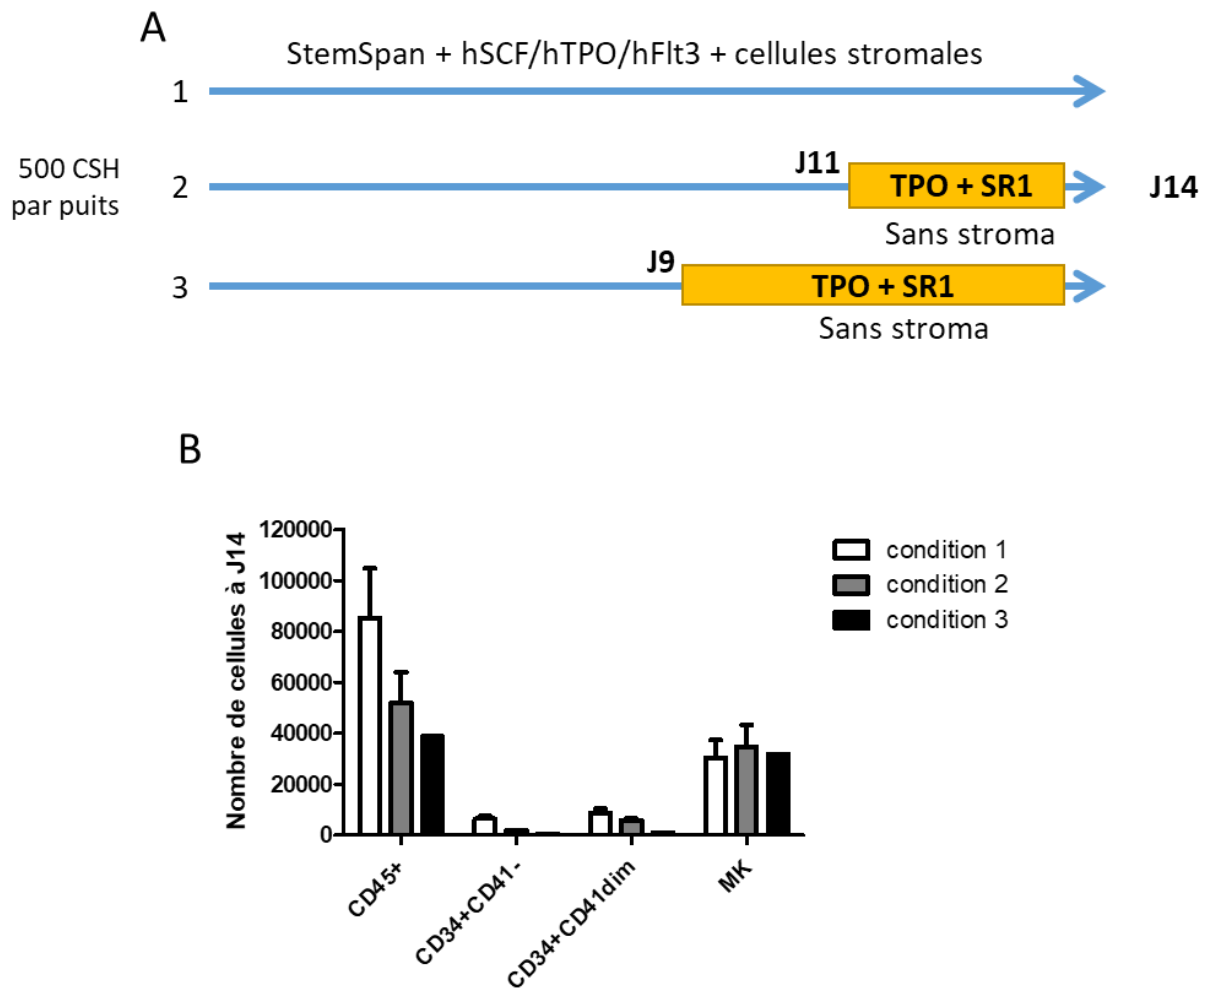 A
StemSpan + hSCF/hTPO/hFlt3 + cellules stromales
1
500 CSH
par puits
2
J11
TPO + SR1
J14
Sans stroma
J9
3
TPO + SR1
Sans stroma
B
Nombre de cellules à J14
120000
100000
80000
60000
40000
20000
0
CD45+
CD34+CD41-
CD34+CD41dim
MK
condition 1
condition 2
condition 3